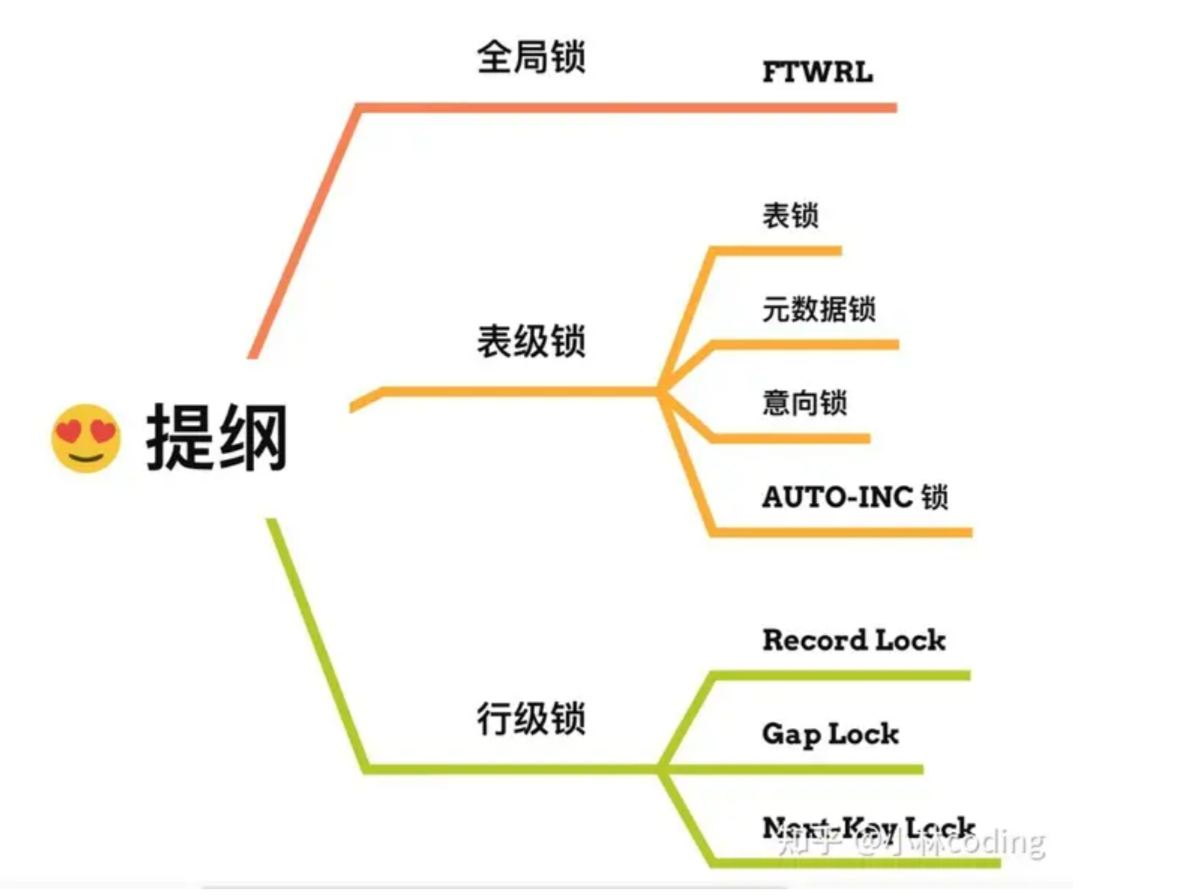 全局锁
FTWRL
表锁
元数据锁
表级锁
意向锁
😍 提纲
AUTO-INC 锁
Record Lock
行级锁
Gap Lock
Next-Key Lock
知乎 @小林coding